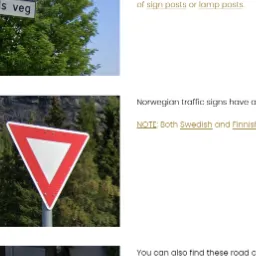 s veg
of sign posts or lamp posts.
Norwegian traffic signs have a
NOTE: Both Swedish and Finnis
You can also find these road c